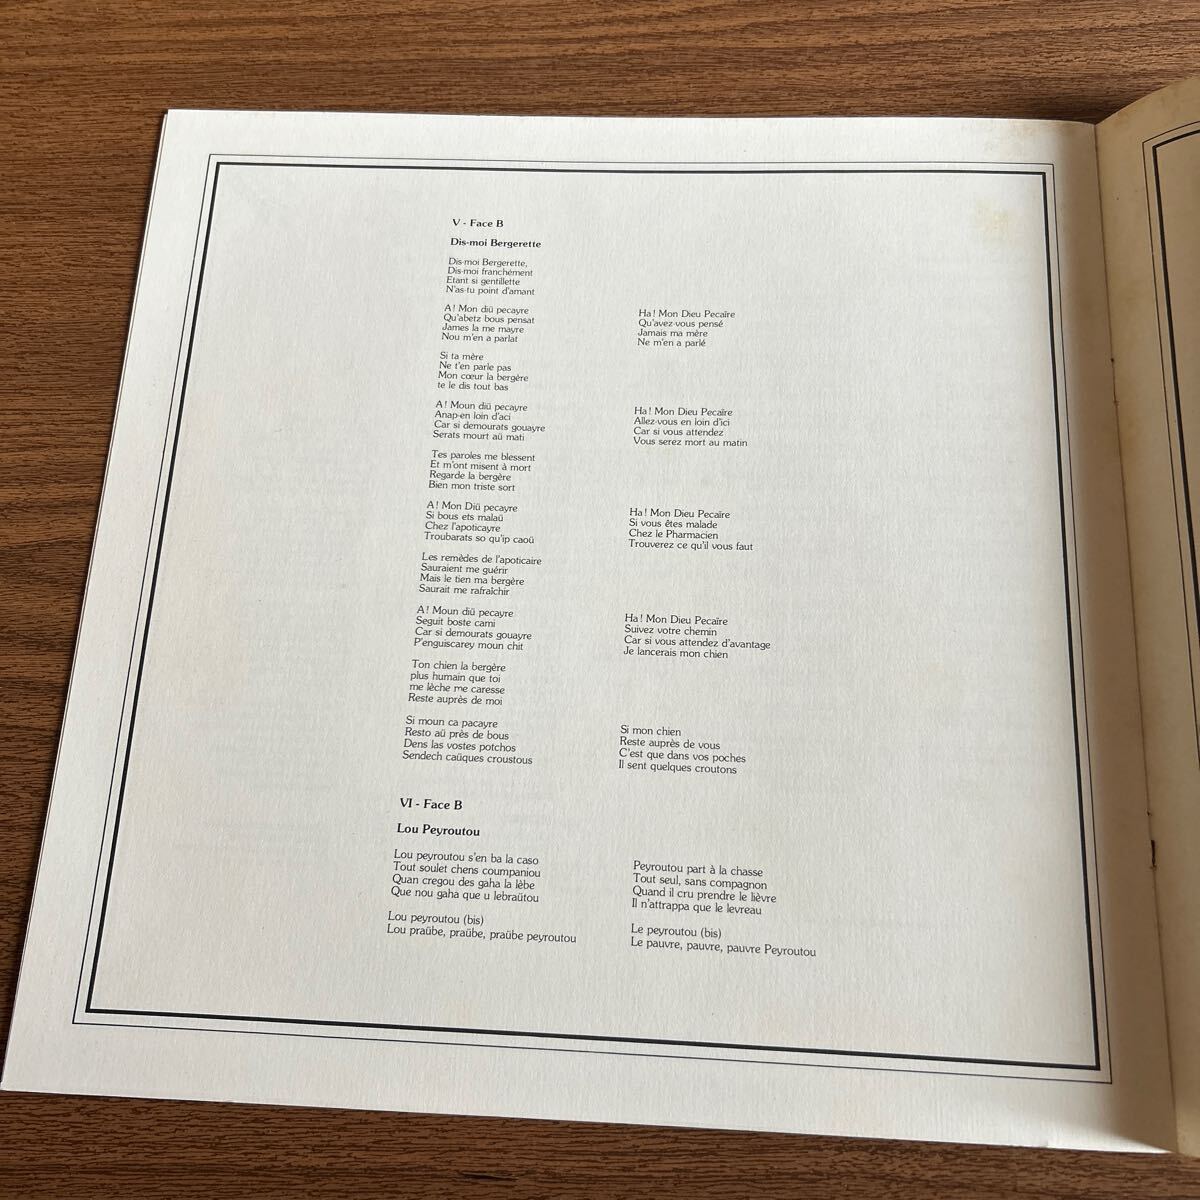 V - Face B
Dis-moi Bergerette
Dis-moi Bergerette,
Dis-moi franchement
Etant si gentillette
N'as-tu point d'amant
A! Mon diü pecayre
Qu'abetz bous pensat
James la me mayre
Nou m'en a parlat
Ha! Mon Dieu Pecaïre
Qu'avez-vous pensé
Jamais ma mère
Ne m'en a parlé
Si ta mère
Ne t'en parle pas
Mon cœur la bergère
te le dis tout bas
A! Moun diü pecayre
Anap-en loin d'aci
Car si demourats gouayre
Serats mourt aü mati
Ha! Mon Dieu Pecaïre
Allez-vous en loin d'ici
Car si vous attendez
Vous serez mort au matin
Tes paroles me blessent
Et m'ont misent à mort
Regarde la bergère
Bien mon triste sort
A! Mon Diü pecayre
Si bous ets malaü
Chez l'apoticayre
Troubarats so qu'ip caoü
Ha! Mon Dieu Pecaïre
Si vous êtes malade
Chez le Pharmacien
Trouverez ce qu'il vous faut
Les remèdes de l'apoticaire
Sauraient me guérir
Mais le tien ma bergère
Saurait me rafraîchir
A! Moun diü pecayre
Seguit boste cami
Car si demourats gouayre
P'enguiscarey moun chit
Ha! Mon Dieu Pecaïre
Suivez votre chemin
Car si vous attendez d'avantage
Je lancerais mon chien
Ton chien la bergère
plus humain que toi
me lèche me caresse
Reste auprès de moi
Si moun ca pacayre
Resto aü près de bous
Dens las vostes potchos
Sendech caüques croustous
Si mon chien
Reste auprès de vous
C'est que dans vos poches
Il sent quelques croutons
VI - Face B
Lou Peyroutou
Lou peyroutou s'en ba la caso
Tout soulet chens coumpaniou
Quan cregou des gaha la lèbe
Que nou gaha que u lebraütou
Peyroutou part à la chasse
Tout seul, sans compagnon
Quand il cru prendre le lièvre
Il n'attrappa que le levreau
Lou peyroutou (bis)
Lou praübe, praübe, praübe peyroutou
Le peyroutou (bis)
Le pauvre, pauvre, pauvre Peyroutou